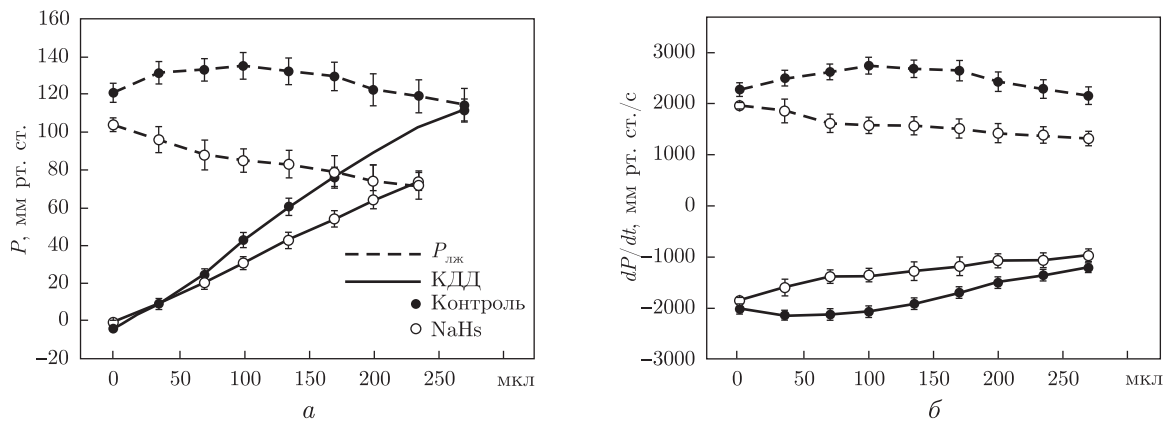 160
140
120
100
80
60
40
20
0
−20
P, мм рт. ст.
0 50 100 150 200 250 мкл
Pлж
КДД
Контроль
NaHs
а
3000
2000
1000
0
−1000
−2000
−3000
dP/dt, мм рт. ст./с
0 50 100 150 200 250 мкл
б